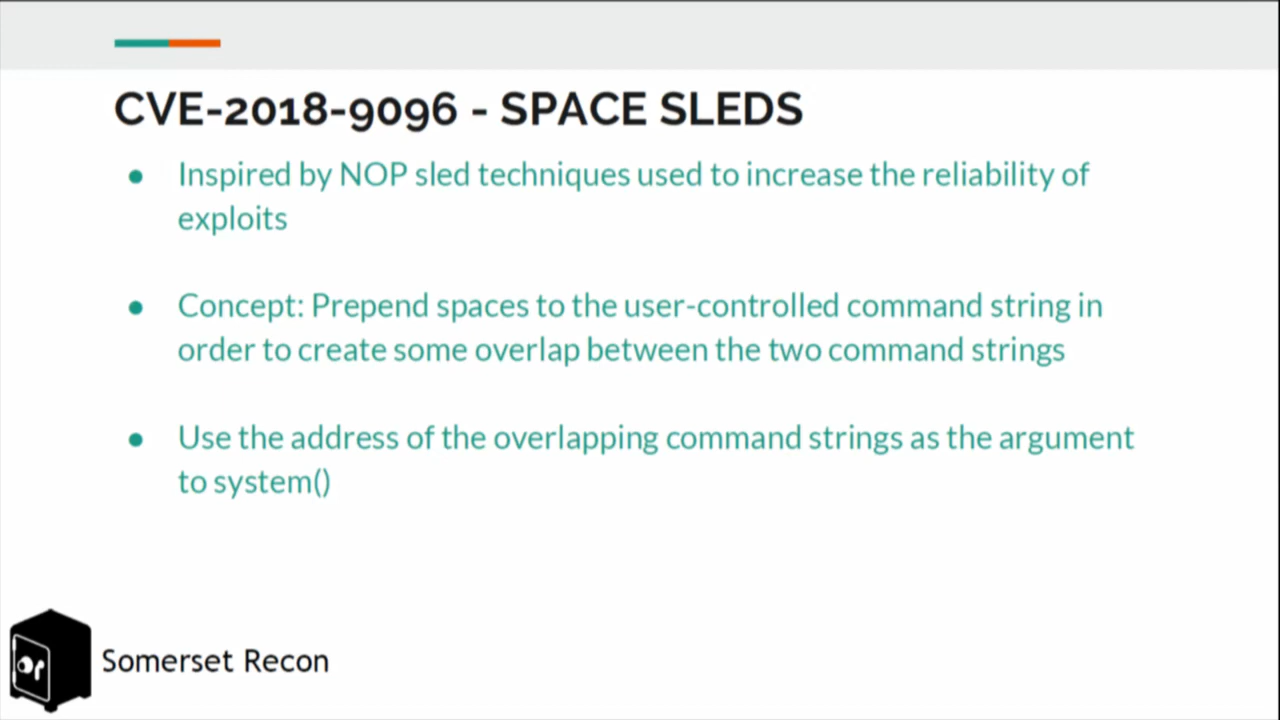 CVE-2018-9096 - SPACE SLEDS
● Inspired by NOP sled techniques used to increase the reliability of
exploits
● Concept: Prepend spaces to the user-controlled command string in
order to create some overlap between the two command strings
● Use the address of the overlapping command strings as the argument
to system()
Somerset Recon